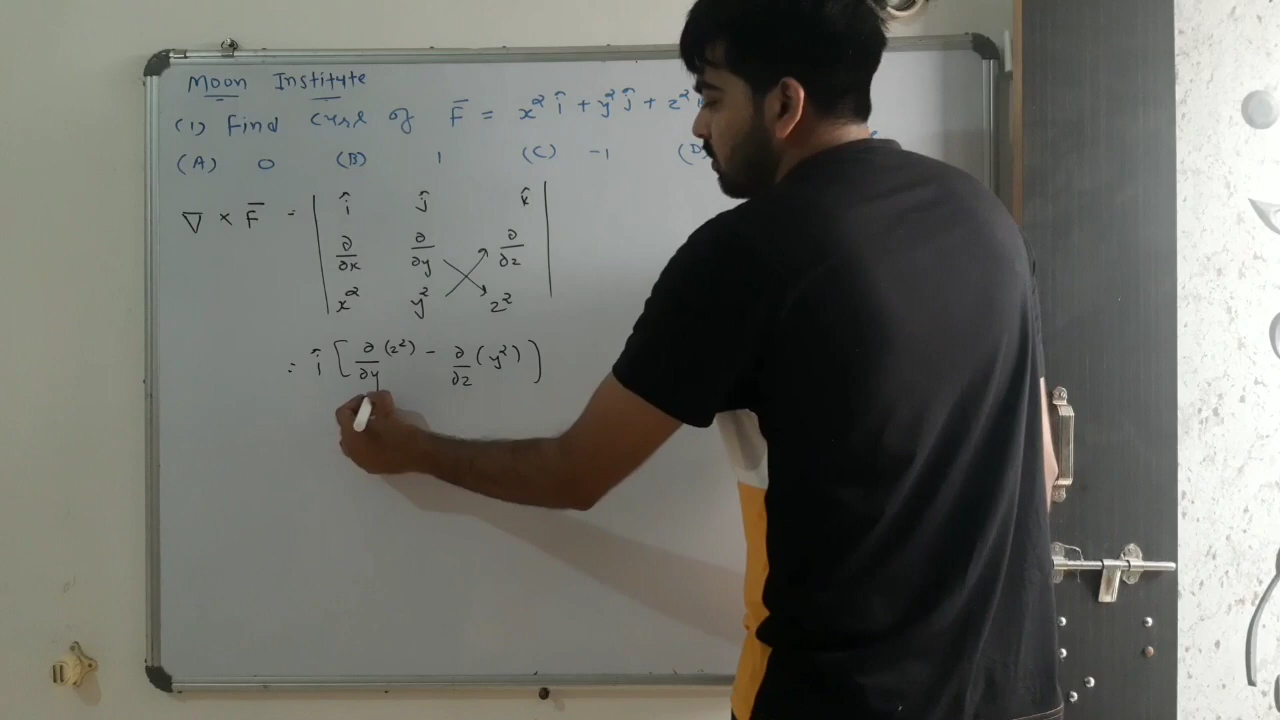 Moon Institute
(1) Find Curl of F̄ = x² î + y² ĵ + z²
(A) 0 (B) 1 (C) -1 (D)
∇ × F̄ = | î ĵ k̂ |
| ∂/∂x ∂/∂y ∂/∂z |
| x² y² z² |
= î [ ∂/∂y (z²) - ∂/∂z (y²) ]